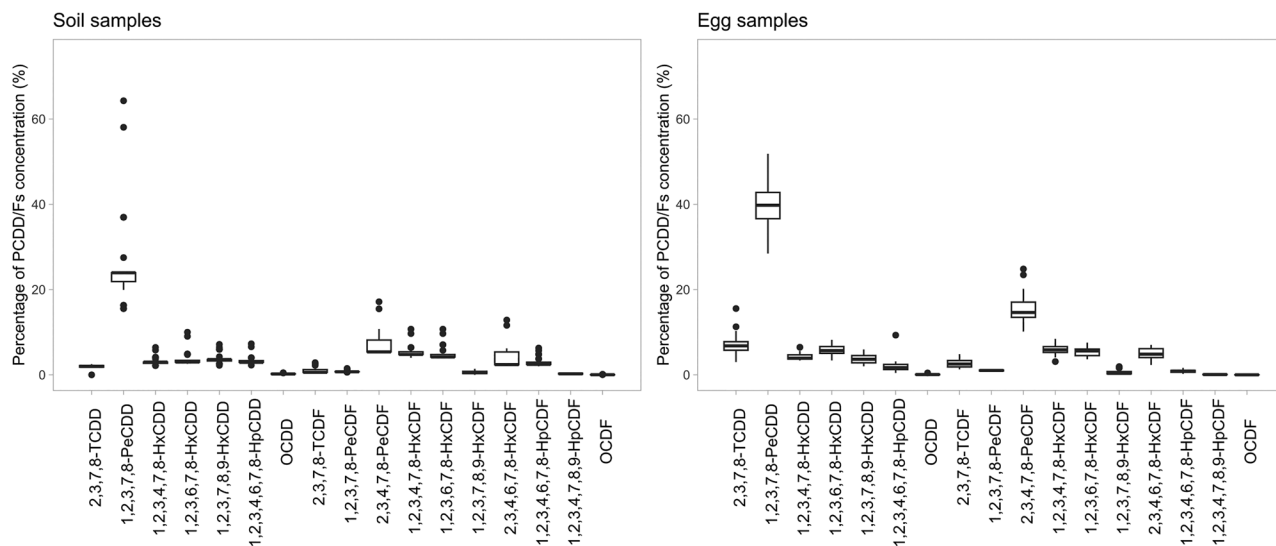 Soil samples
Percentage of PCDD/Fs concentration (%)
60
40
20
0
2,3,7,8-TCDD
1,2,3,7,8-PeCDD
1,2,3,4,7,8-HxCDD
1,2,3,6,7,8-HxCDD
1,2,3,7,8,9-HxCDD
1,2,3,4,6,7,8-HpCDD
OCDD
2,3,7,8-TCDF
1,2,3,7,8-PeCDF
2,3,4,7,8-PeCDF
1,2,3,4,7,8-HxCDF
1,2,3,6,7,8-HxCDF
1,2,3,7,8,9-HxCDF
2,3,4,6,7,8-HxCDF
1,2,3,4,6,7,8-HpCDF
1,2,3,4,7,8,9-HpCDF
OCDF
Egg samples
Percentage of PCDD/Fs concentration (%)
60
40
20
0
2,3,7,8-TCDD
1,2,3,7,8-PeCDD
1,2,3,4,7,8-HxCDD
1,2,3,6,7,8-HxCDD
1,2,3,7,8,9-HxCDD
1,2,3,4,6,7,8-HpCDD
OCDD
2,3,7,8-TCDF
1,2,3,7,8-PeCDF
2,3,4,7,8-PeCDF
1,2,3,4,7,8-HxCDF
1,2,3,6,7,8-HxCDF
1,2,3,7,8,9-HxCDF
2,3,4,6,7,8-HxCDF
1,2,3,4,6,7,8-HpCDF
1,2,3,4,7,8,9-HpCDF
OCDF